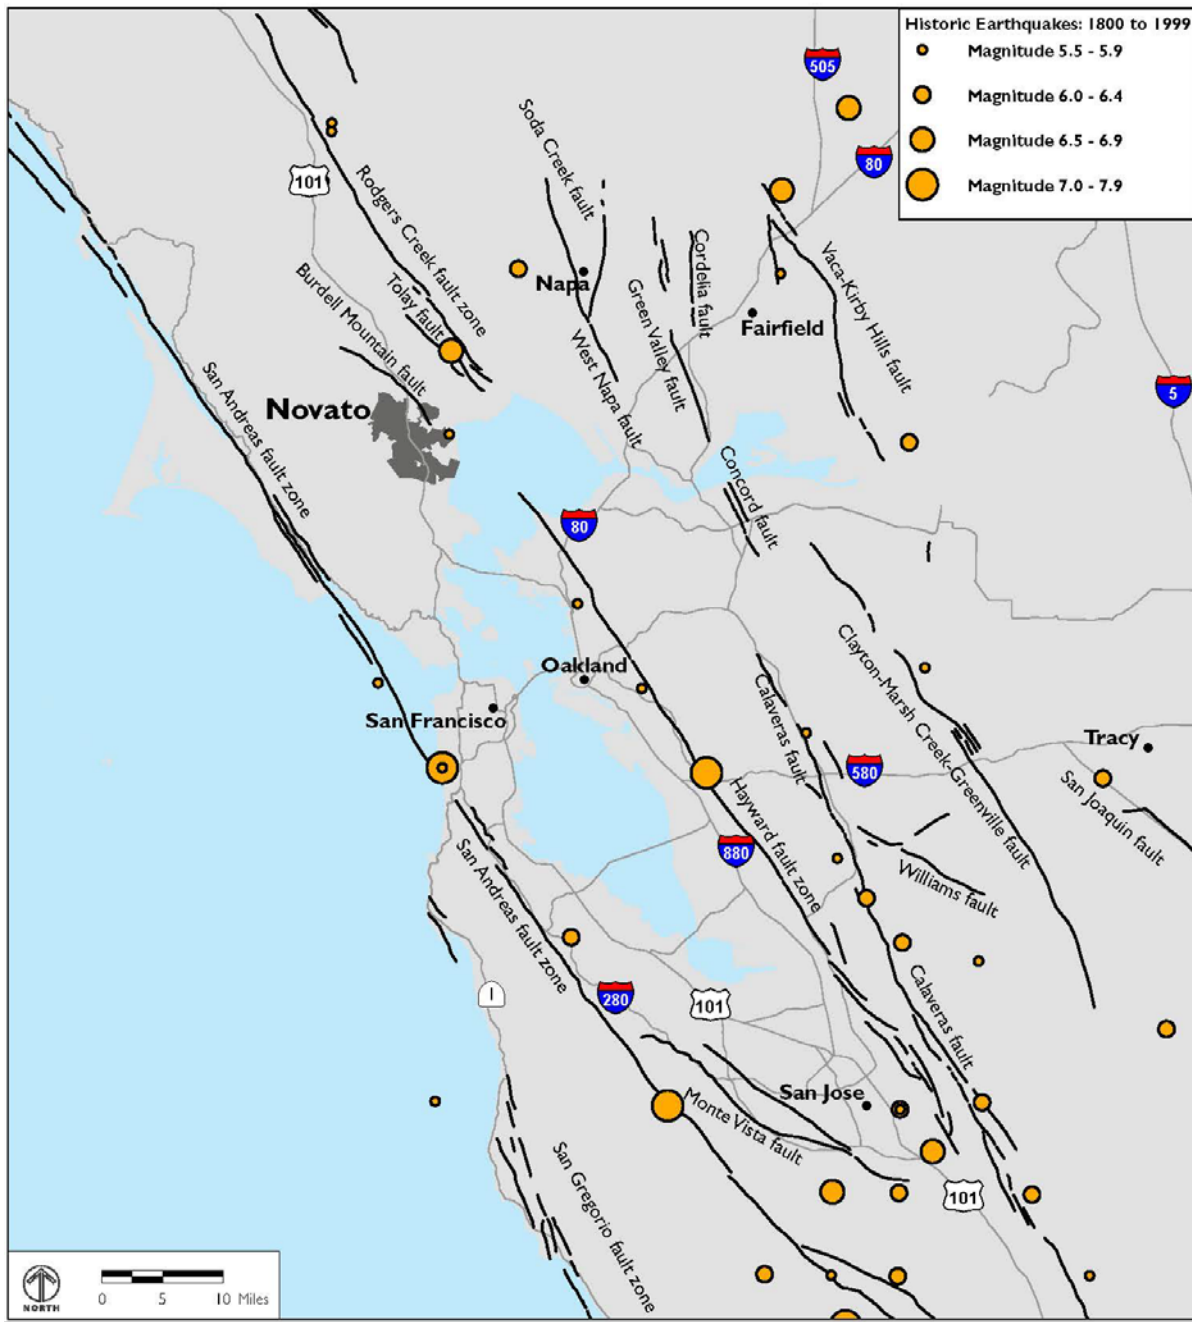 Historic Earthquakes: 1800 to 1999
Magnitude 5.5 - 5.9
Magnitude 6.0 - 6.4
Magnitude 6.5 - 6.9
Magnitude 7.0 - 7.9
505
80
101
Soda Creek fault
Rodgers Creek fault zone
Napa
Cordelia fault
Vaca-Kirby Hills fault
Tolay fault
Burdell Mountain fault
Green Valley fault
Fairfield
West Napa fault
San Andreas fault zone
5
Novato
Concord fault
80
Clayton-Marsh Creek-Greenville fault
Oakland
Calaveras fault
San Francisco
Tracy
580
San Joaquin fault
Hayward fault zone
880
San Andreas fault zone
Williams fault
1
280
101
Calaveras fault
San Jose
Monte Vista fault
San Gregorio fault zone
101
NORTH
0 5 10 Miles